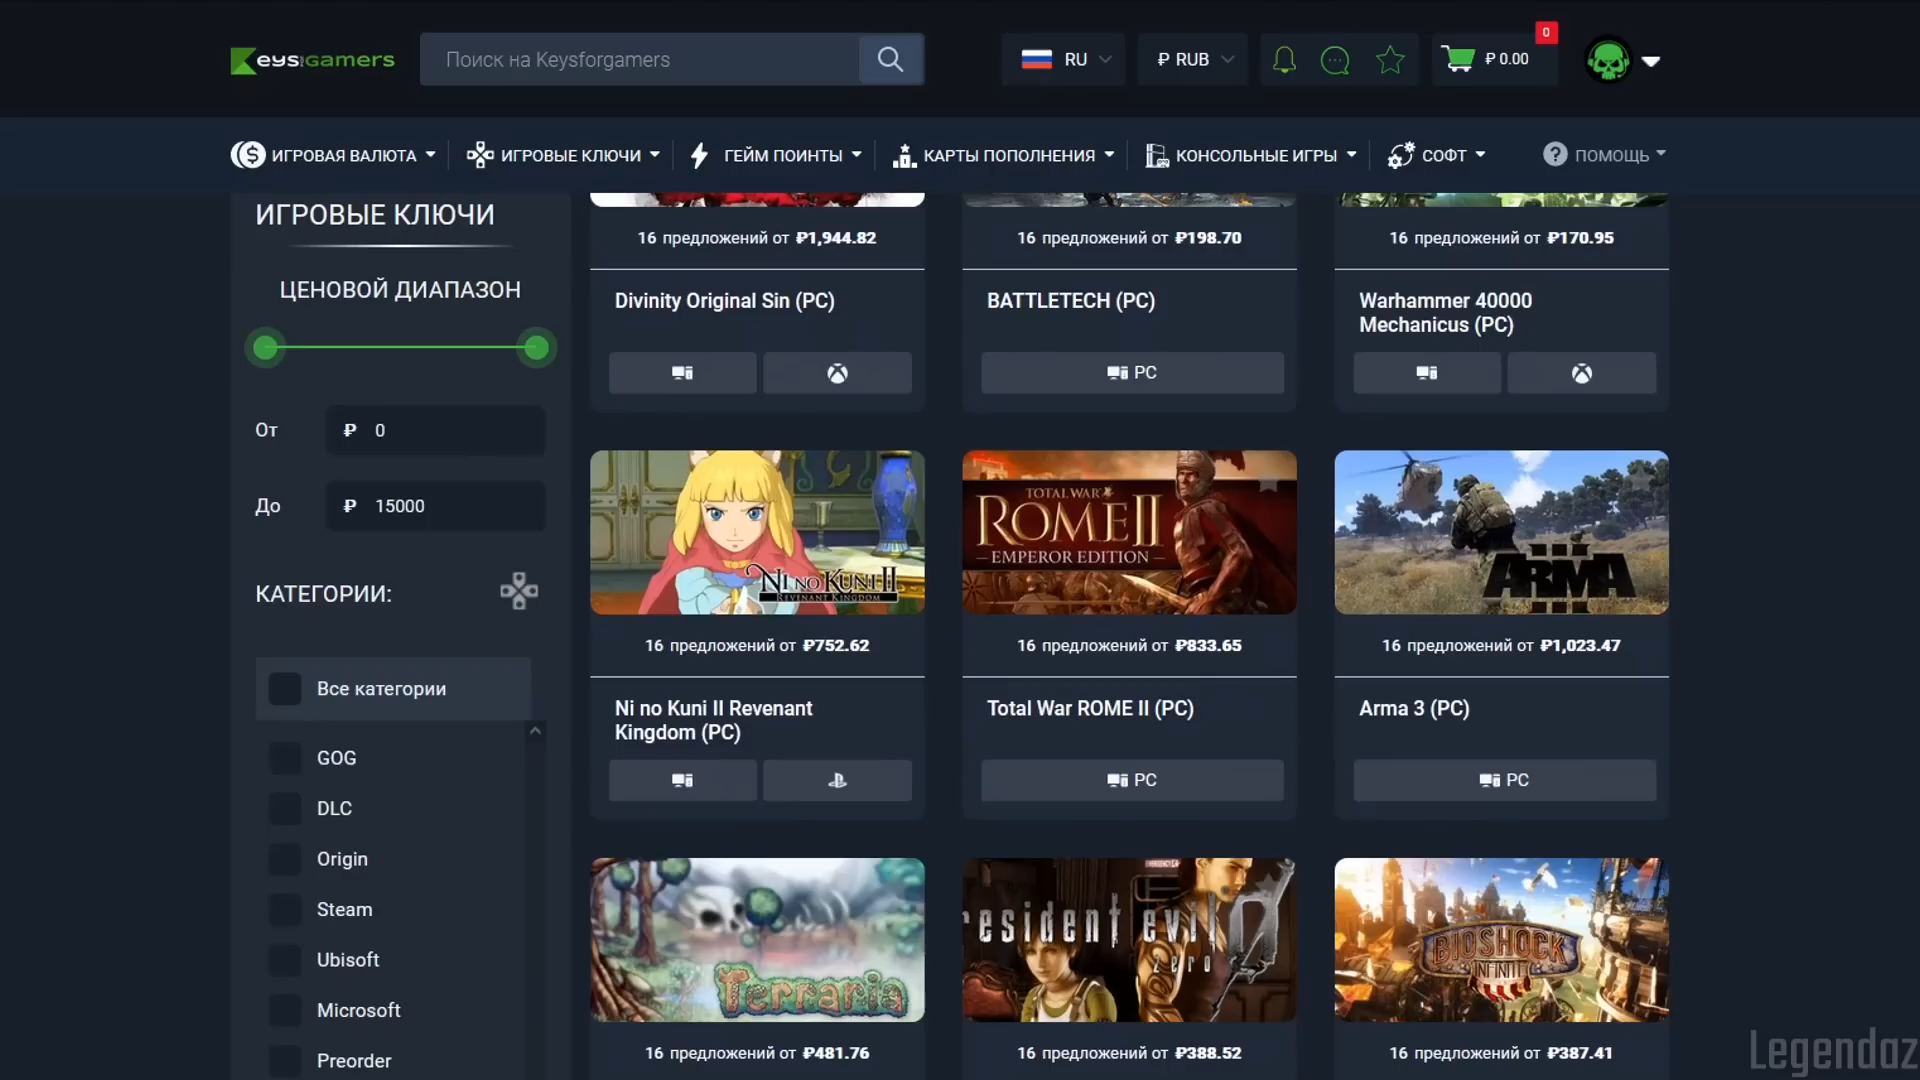 Keysforgamers
Поиск на Keysforgamers
RU
₽ RUB
₽ 0.00
0
ИГРОВАЯ ВАЛЮТА
ИГРОВЫЕ КЛЮЧИ
ГЕЙМ ПОИНТЫ
КАРТЫ ПОПОЛНЕНИЯ
КОНСОЛЬНЫЕ ИГРЫ
СОФТ
ПОМОЩЬ
ИГРОВЫЕ КЛЮЧИ
ЦЕНОВОЙ ДИАПАЗОН
От ₽ 0
До ₽ 15000
КАТЕГОРИИ:
Все категории
GOG
DLC
Origin
Steam
Ubisoft
Microsoft
Preorder
16 предложений от ₽1,944.82
Divinity Original Sin (PC)
16 предложений от ₽198.70
BATTLETECH (PC)
PC
16 предложений от ₽170.95
Warhammer 40000
Mechanicus (PC)
NI NO KUNI II
REVENANT KINGDOM
16 предложений от ₽752.62
Ni no Kuni II Revenant
Kingdom (PC)
TOTAL WAR
ROME II
EMPEROR EDITION
16 предложений от ₽833.65
Total War ROME II (PC)
PC
ARMA
III
16 предложений от ₽1,023.47
Arma 3 (PC)
PC
Terraria
16 предложений от ₽481.76
resident evil 0
zero
16 предложений от ₽388.52
BIOSHOCK
INFINITE
16 предложений от ₽387.41
Legendaz